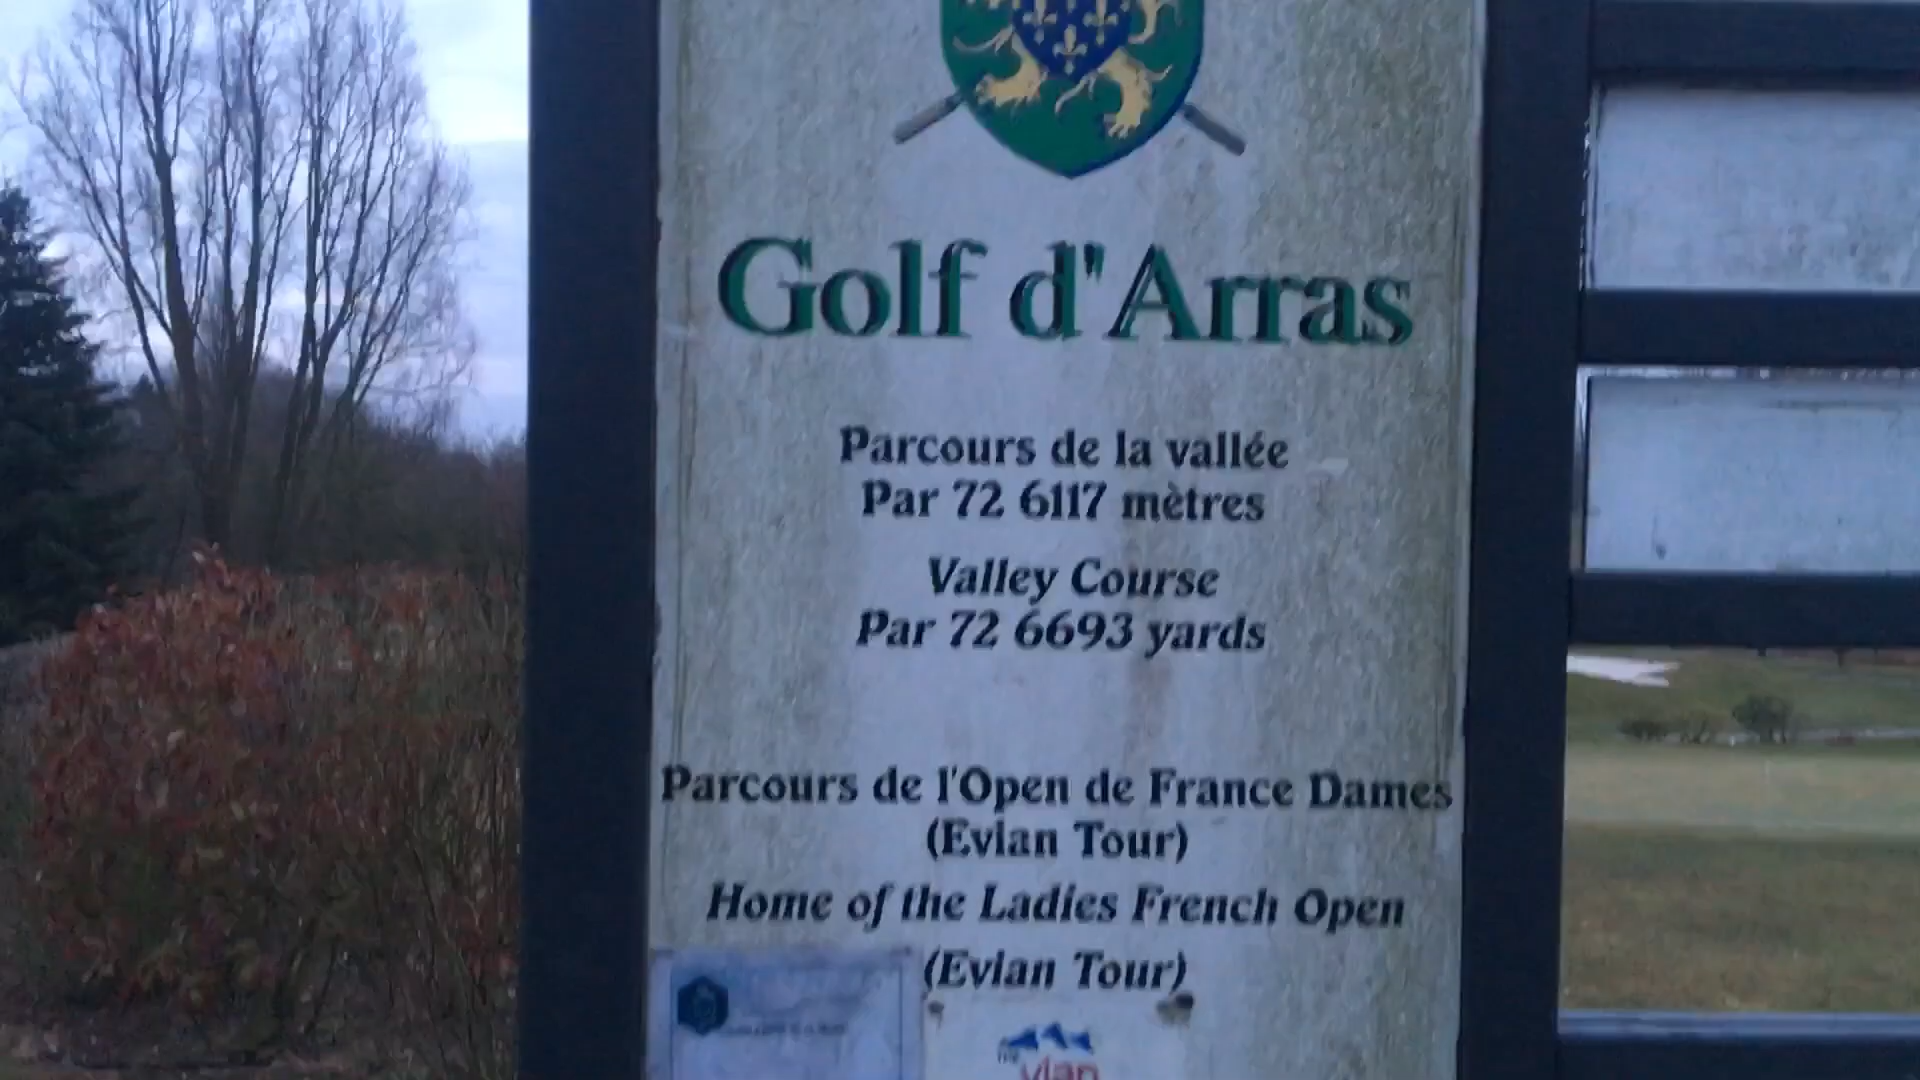 Golf d'Arras
Parcours de la vallée
Par 72 6117 mètres
Valley Course
Par 72 6693 yards
Parcours de l'Open de France Dames
(Evian Tour)
Home of the Ladies French Open
(Evian Tour)